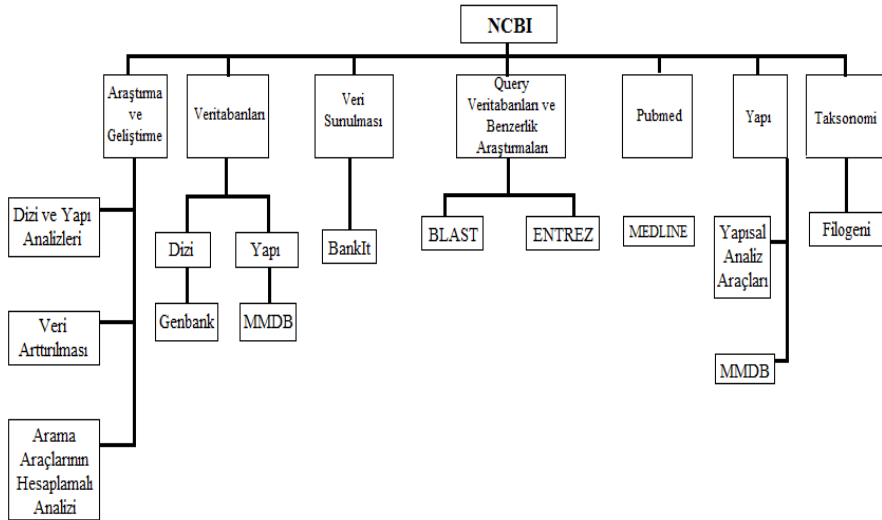 NCBI
Araştırma
ve
Geliştirme
Veritabanları
Veri
Sunulması
Query
Veritabanları ve
Benzerlik
Araştırmaları
Pubmed
Yapı
Taksonomi
Dizi ve Yapı
Analizleri
Dizi
Yapı
BankIt
BLAST
ENTREZ
MEDLINE
Yapısal
Analiz
Araçları
Filogeni
Genbank
MMDB
Veri
Arttırılması
MMDB
Arama
Araçlarının
Hesaplamalı
Analizi